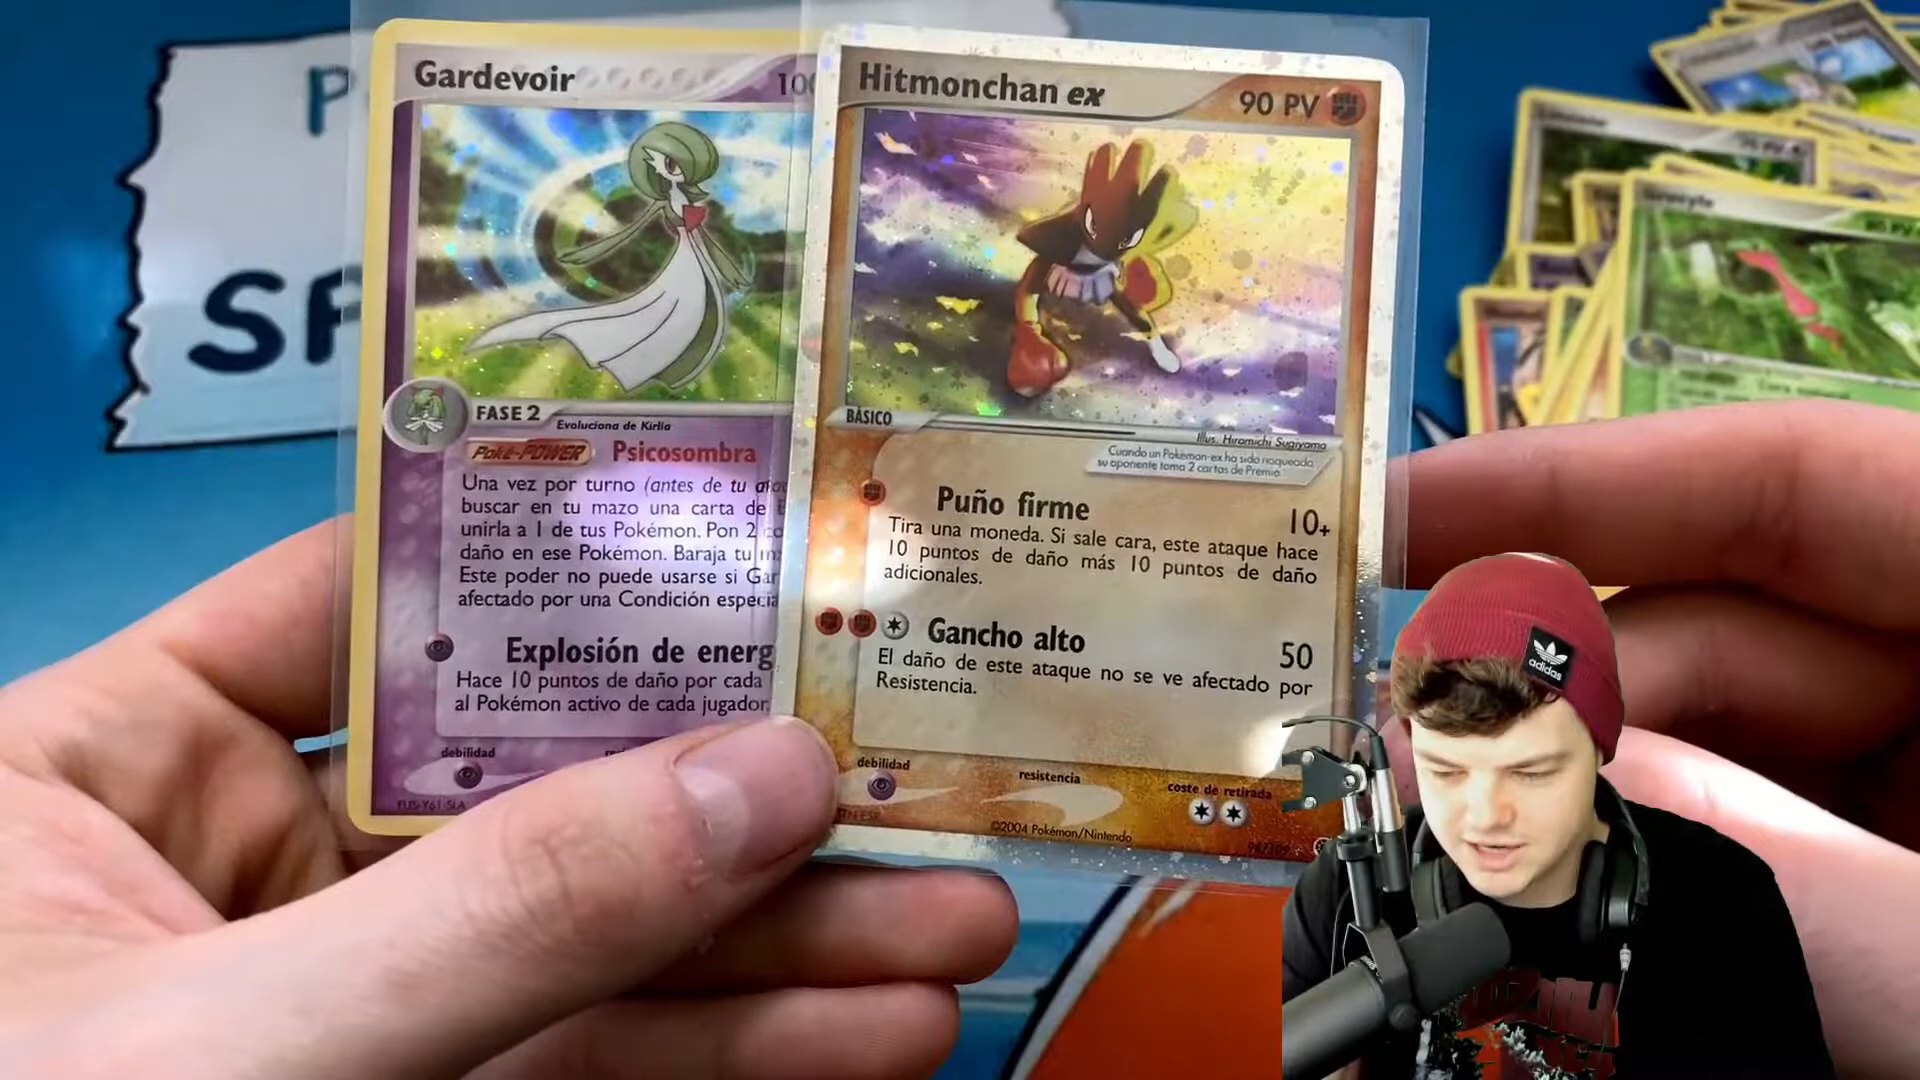 Gardevoir
100
FASE 2
Evoluciona de Kirlia
Poké-POWER Psicosombra
Una vez por turno (antes de tu
buscar en tu mazo una carta de
unirla a 1 de tus Pokémon. Pon 2
daño en ese Pokémon. Baraja tu
Este poder no puede usarse si Gar
afectado por una Condición especia
Explosión de energ
Hace 10 puntos de daño por cada
al Pokémon activo de cada jugador.
debilidad
Hitmonchan ex
90 PV
BÁSICO
Illus. Hiromichi Sugiyama
Cuando un Pokémon-ex ha sido noqueado,
su oponente toma 2 cartas de Premio.
Puño firme
10+
Tira una moneda. Si sale cara, este ataque hace
10 puntos de daño más 10 puntos de daño
adicionales.
Gancho alto
50
El daño de este ataque no se ve afectado por
Resistencia.
debilidad
resistencia
coste de retirada
©2004 Pokémon/Nintendo
98/109
P
SP
adidas